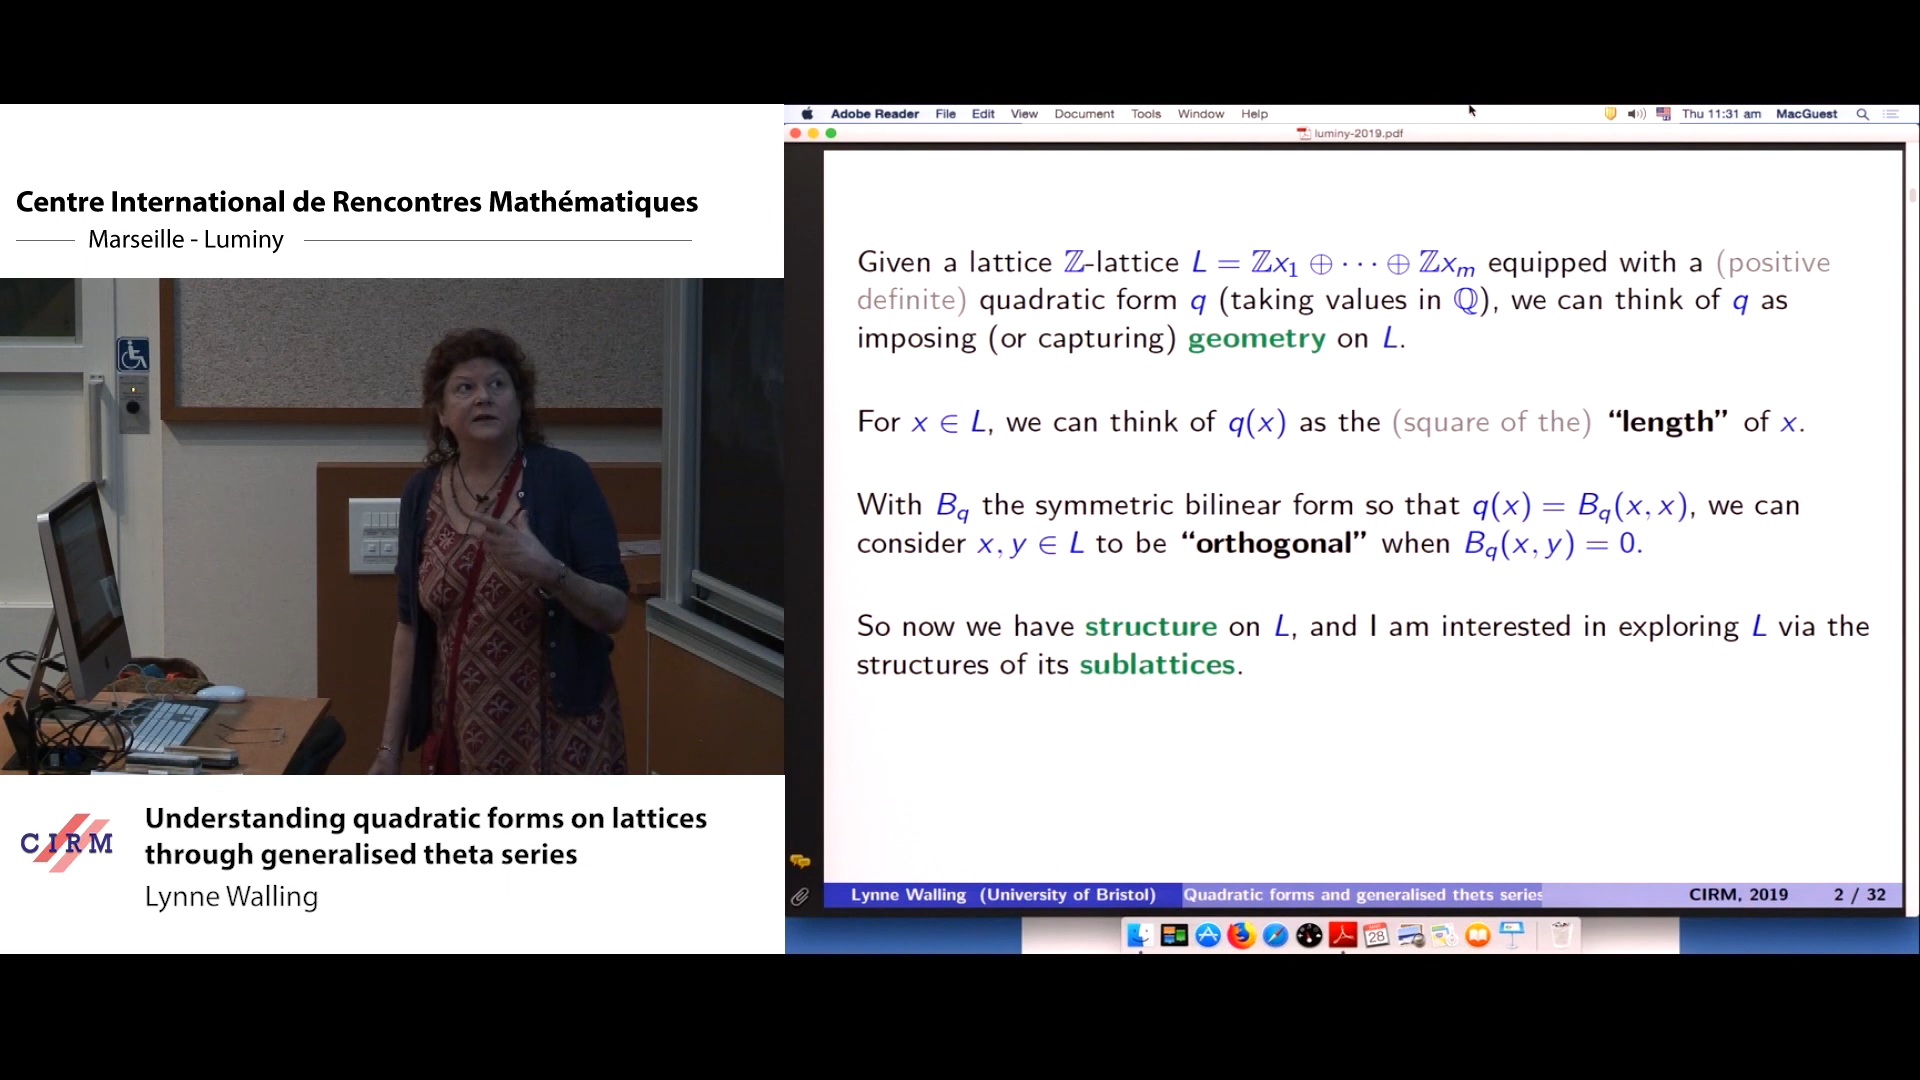 Centre International de Rencontres Mathématiques
Marseille - Luminy
Adobe Reader File Edit View Document Tools Window Help Thu 11:31 am MacGuest
luminy-2019.pdf
Given a lattice ℤ-lattice L = ℤx₁ ⊕ ··· ⊕ ℤxₘ equipped with a (positive
definite) quadratic form q (taking values in ℚ), we can think of q as
imposing (or capturing) geometry on L.
For x ∈ L, we can think of q(x) as the (square of the) “length” of x.
With B_q the symmetric bilinear form so that q(x) = B_q(x, x), we can
consider x, y ∈ L to be “orthogonal” when B_q(x, y) = 0.
So now we have structure on L, and I am interested in exploring L via the
structures of its sublattices.
Lynne Walling (University of Bristol) Quadratic forms and generalised thets series CIRM, 2019 2 / 32
28
CIRM
Understanding quadratic forms on lattices
through generalised theta series
Lynne Walling